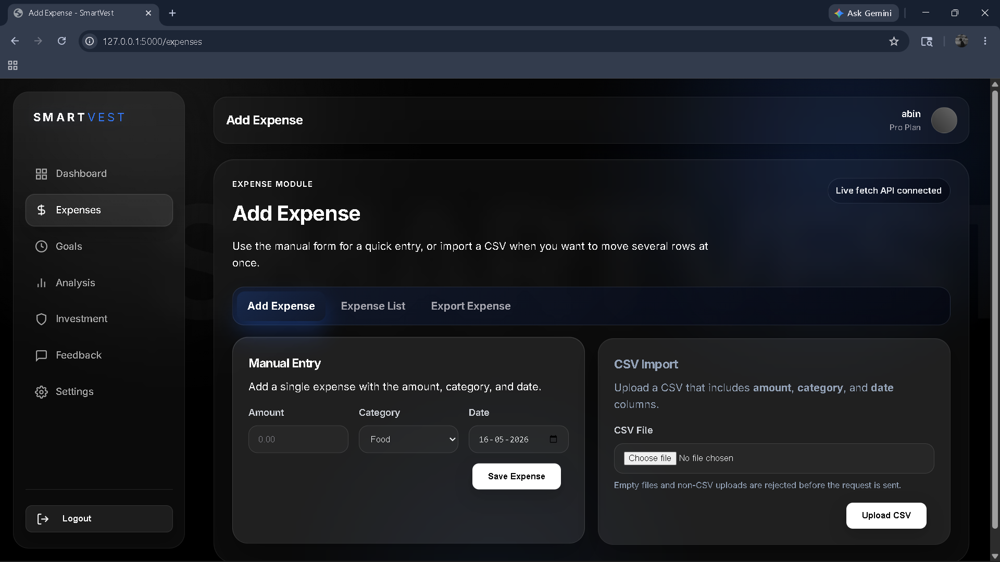 Add Expense - SmartVest
Ask Gemini
127.0.0.1:5000/expenses
SMARTVEST
Dashboard
Expenses
Goals
Analysis
Investment
Feedback
Settings
Logout
Add Expense
abin
Pro Plan
EXPENSE MODULE
Live fetch API connected
Add Expense
Use the manual form for a quick entry, or import a CSV when you want to move several rows at
once.
Add Expense
Expense List
Export Expense
Manual Entry
Add a single expense with the amount, category, and date.
Amount
Category
Date
0.00
Food
16-05-2026
Save Expense
CSV Import
Upload a CSV that includes amount, category, and date
columns.
CSV File
Choose file No file chosen
Empty files and non-CSV uploads are rejected before the request is sent.
Upload CSV